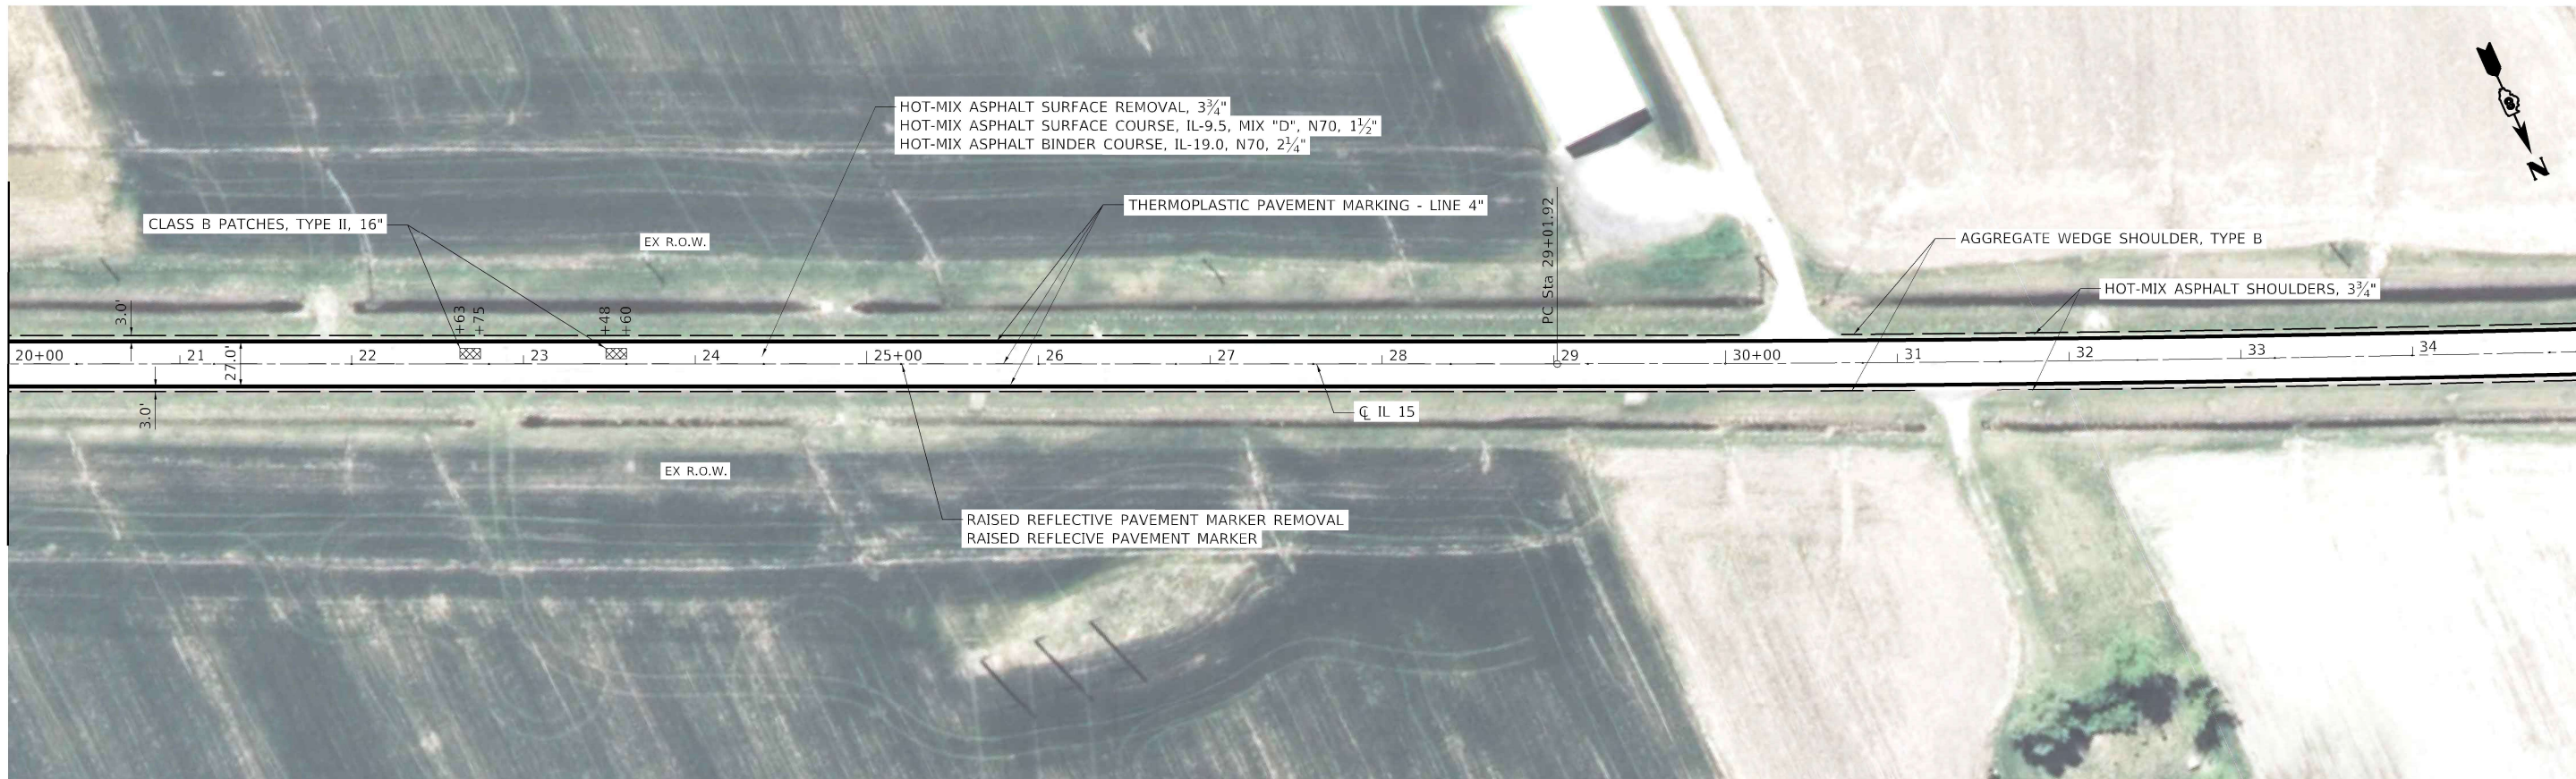 HOT-MIX ASPHALT SURFACE REMOVAL, 3¾"
HOT-MIX ASPHALT SURFACE COURSE, IL-9.5, MIX "D", N70, 1½"
HOT-MIX ASPHALT BINDER COURSE, IL-19.0, N70, 2¼"
N
THERMOPLASTIC PAVEMENT MARKING - LINE 4"
CLASS B PATCHES, TYPE II, 16"
EX R.O.W.
PC Sta 29+01.92
AGGREGATE WEDGE SHOULDER, TYPE B
HOT-MIX ASPHALT SHOULDERS, 3¾"
3.0'
+63
+75
+48
+60
20+00
21
22
23
24
25+00
26
27
28
29
30+00
31
32
33
34
27.0'
3.0'
℄ IL 15
EX R.O.W.
RAISED REFLECTIVE PAVEMENT MARKER REMOVAL
RAISED REFLECIVE PAVEMENT MARKER